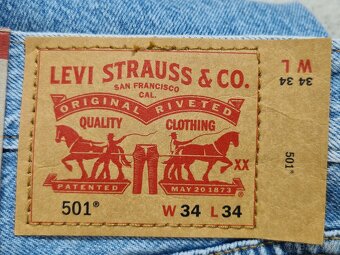 LEVI STRAUSS & CO.
SAN FRANCISCO
CAL.
ORIGINAL RIVETED
QUALITY CLOTHING
XX
PATENTED MAY 20 1873
501® W 34 L 34
W L
34 34
501®